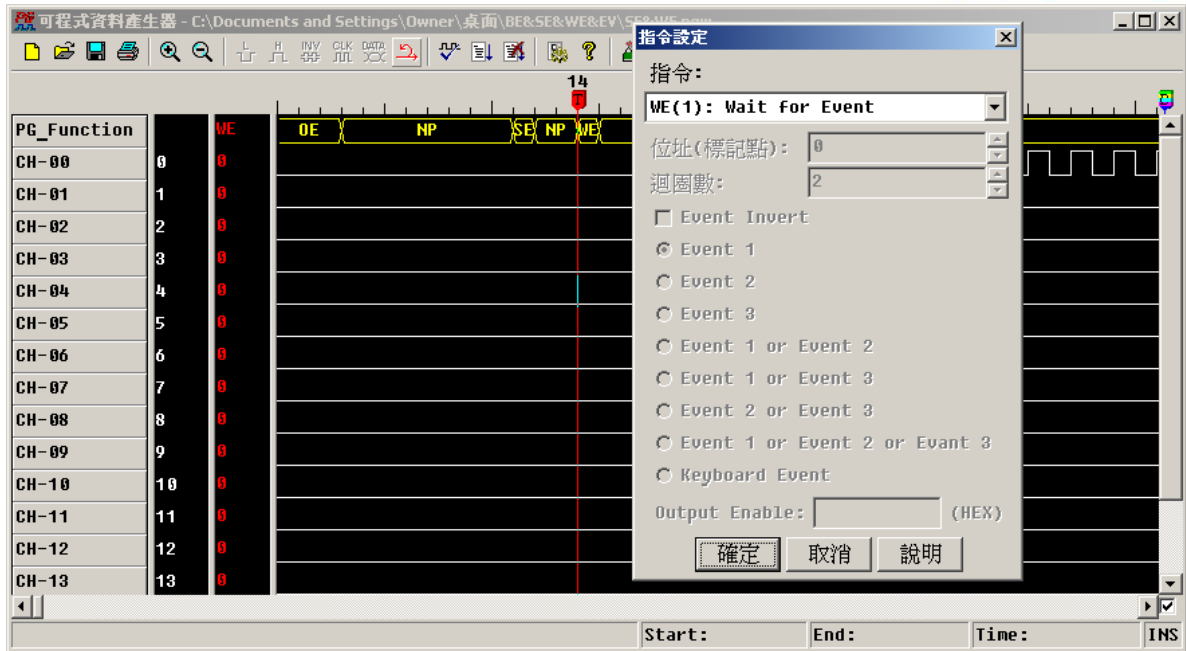 可程式資料產生器 - C:\Documents and Settings\Owner\桌面\BE&SE&WE&EV\SE&WE.pgw
INV CLK DATA
14
T
PG_Function WE OE NP SE NP WE
CH-00 0 0
CH-01 1 0
CH-02 2 0
CH-03 3 0
CH-04 4 0
CH-05 5 0
CH-06 6 0
CH-07 7 0
CH-08 8 0
CH-09 9 0
CH-10 10 0
CH-11 11 0
CH-12 12 0
CH-13 13 0
指令設定
指令:
WE(1): Wait for Event
位址(標記點): 0
迴圈數: 2
Event Invert
Event 1
Event 2
Event 3
Event 1 or Event 2
Event 1 or Event 3
Event 2 or Event 3
Event 1 or Event 2 or Evant 3
Keyboard Event
Output Enable: (HEX)
確定 取消 說明
Start: End: Time: INS